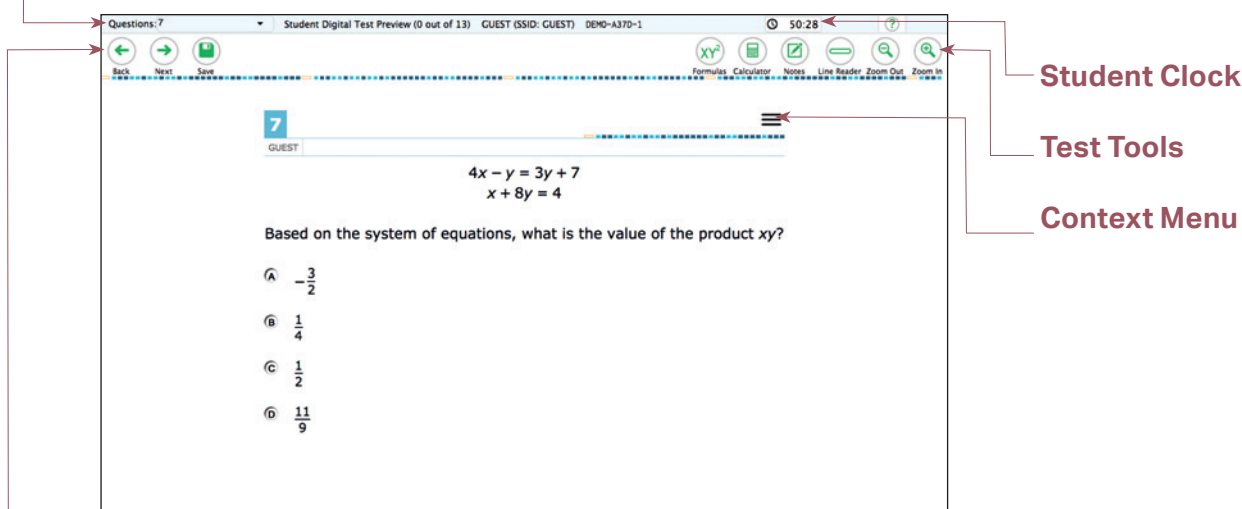 Questions: 7 Student Digital Test Preview (0 out of 13) GUEST (SSID: GUEST) DEMO-A37D-1 50:28 ?
XY² 
Back Next Save Formulas Calculator Notes Line Reader Zoom Out Zoom In
Student Clock
7
GUEST
Test Tools
4x − y = 3y + 7
x + 8y = 4
Context Menu
Based on the system of equations, what is the value of the product xy?
A −3/2
B 1/4
C 1/2
D 11/9